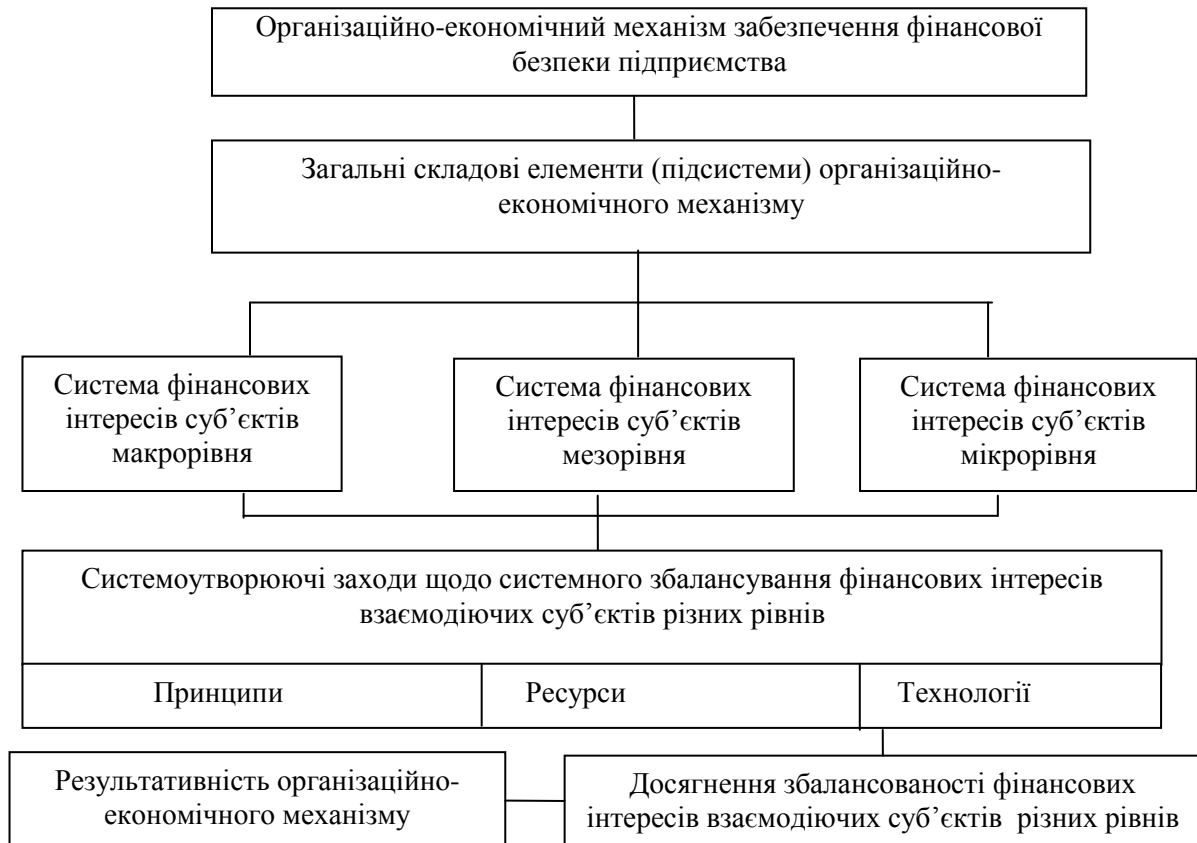 Організаційно-економічний механізм забезпечення фінансової
безпеки підприємства
Загальні складові елементи (підсистеми) організаційно-
економічного механізму
Система фінансових
інтересів суб’єктів
макрорівня
Система фінансових
інтересів суб’єктів
мезорівня
Система фінансових
інтересів суб’єктів
мікрорівня
Системоутворюючі заходи щодо системного збалансування фінансових інтересів
взаємодіючих суб’єктів різних рівнів
Принципи
Ресурси
Технології
Результативність організаційно-
економічного механізму
Досягнення збалансованості фінансових
інтересів взаємодіючих суб’єктів різних рівнів